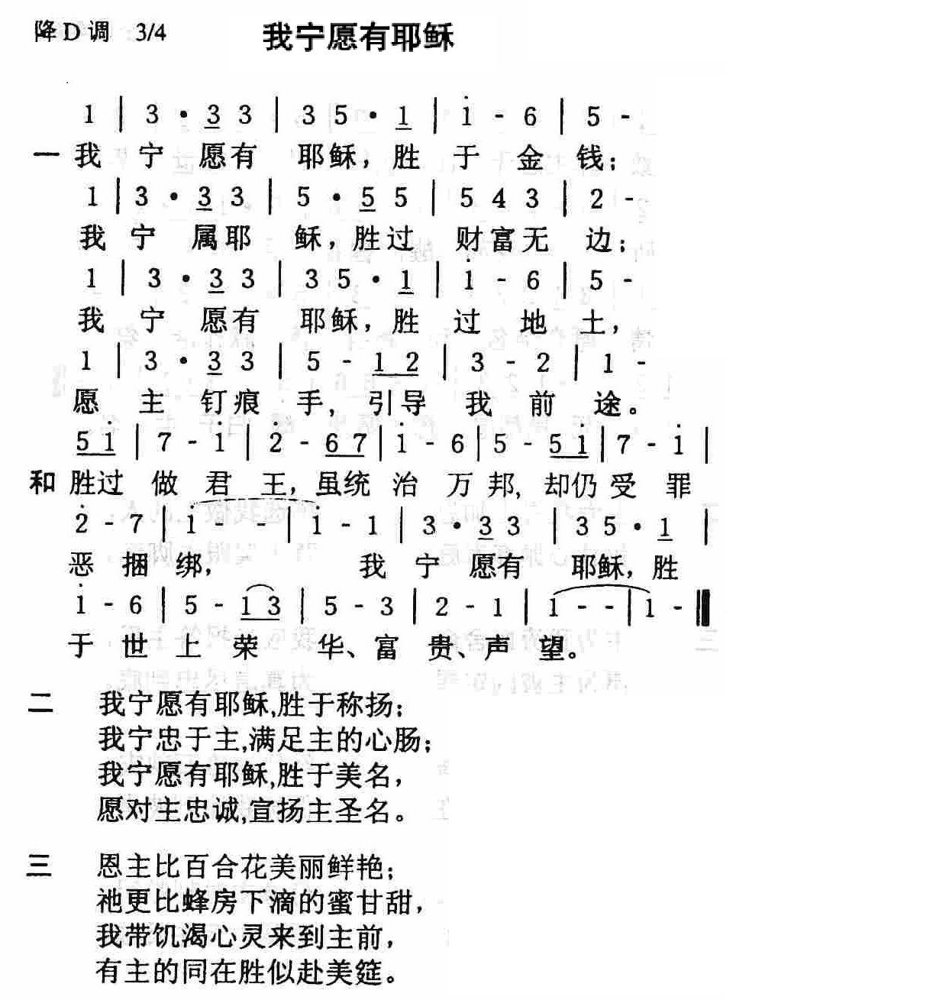 降D调 3/4 我宁愿有耶稣
1 | 3 · 3 3 | 3 5 · 1 | i - 6 | 5 -
一 我 宁 愿有 耶稣，胜 于 金 钱；
1 | 3 · 3 3 | 5 · 5 5 | 5 4 3 | 2 -
我 宁 属耶 稣，胜过 财富无 边；
1 | 3 · 3 3 | 3 5 · 1 | i - 6 | 5 -
我 宁 愿有 耶稣，胜 过 地 土，
1 | 3 · 3 3 | 5 - 1 2 | 3 - 2 | 1 -
愿 主 钉痕 手，引导 我 前 途。
5 i | 7 - i | 2̇ - 6 7 | i - 6 | 5 - 5 i | 7 - i |
和 胜过 做 君 王，虽统 治 万 邦，却仍 受 罪
2̇ - 7 | i - - | i - 1 | 3 · 3 3 | 3 5 · 1 |
恶 捆 绑， 我 宁 愿有 耶稣，胜
i - 6 | 5 - 1 3 | 5 - 3 | 2 - 1 | 1 - - | 1 - ‖
于 世 上 荣 华、富 贵、声 望。
二 我宁愿有耶稣,胜于称扬；
我宁忠于主,满足主的心肠；
我宁愿有耶稣,胜于美名，
愿对主忠诚,宣扬主圣名。
三 恩主比百合花美丽鲜艳；
祂更比蜂房下滴的蜜甘甜，
我带饥渴心灵来到主前，
有主的同在胜似赴美筵。